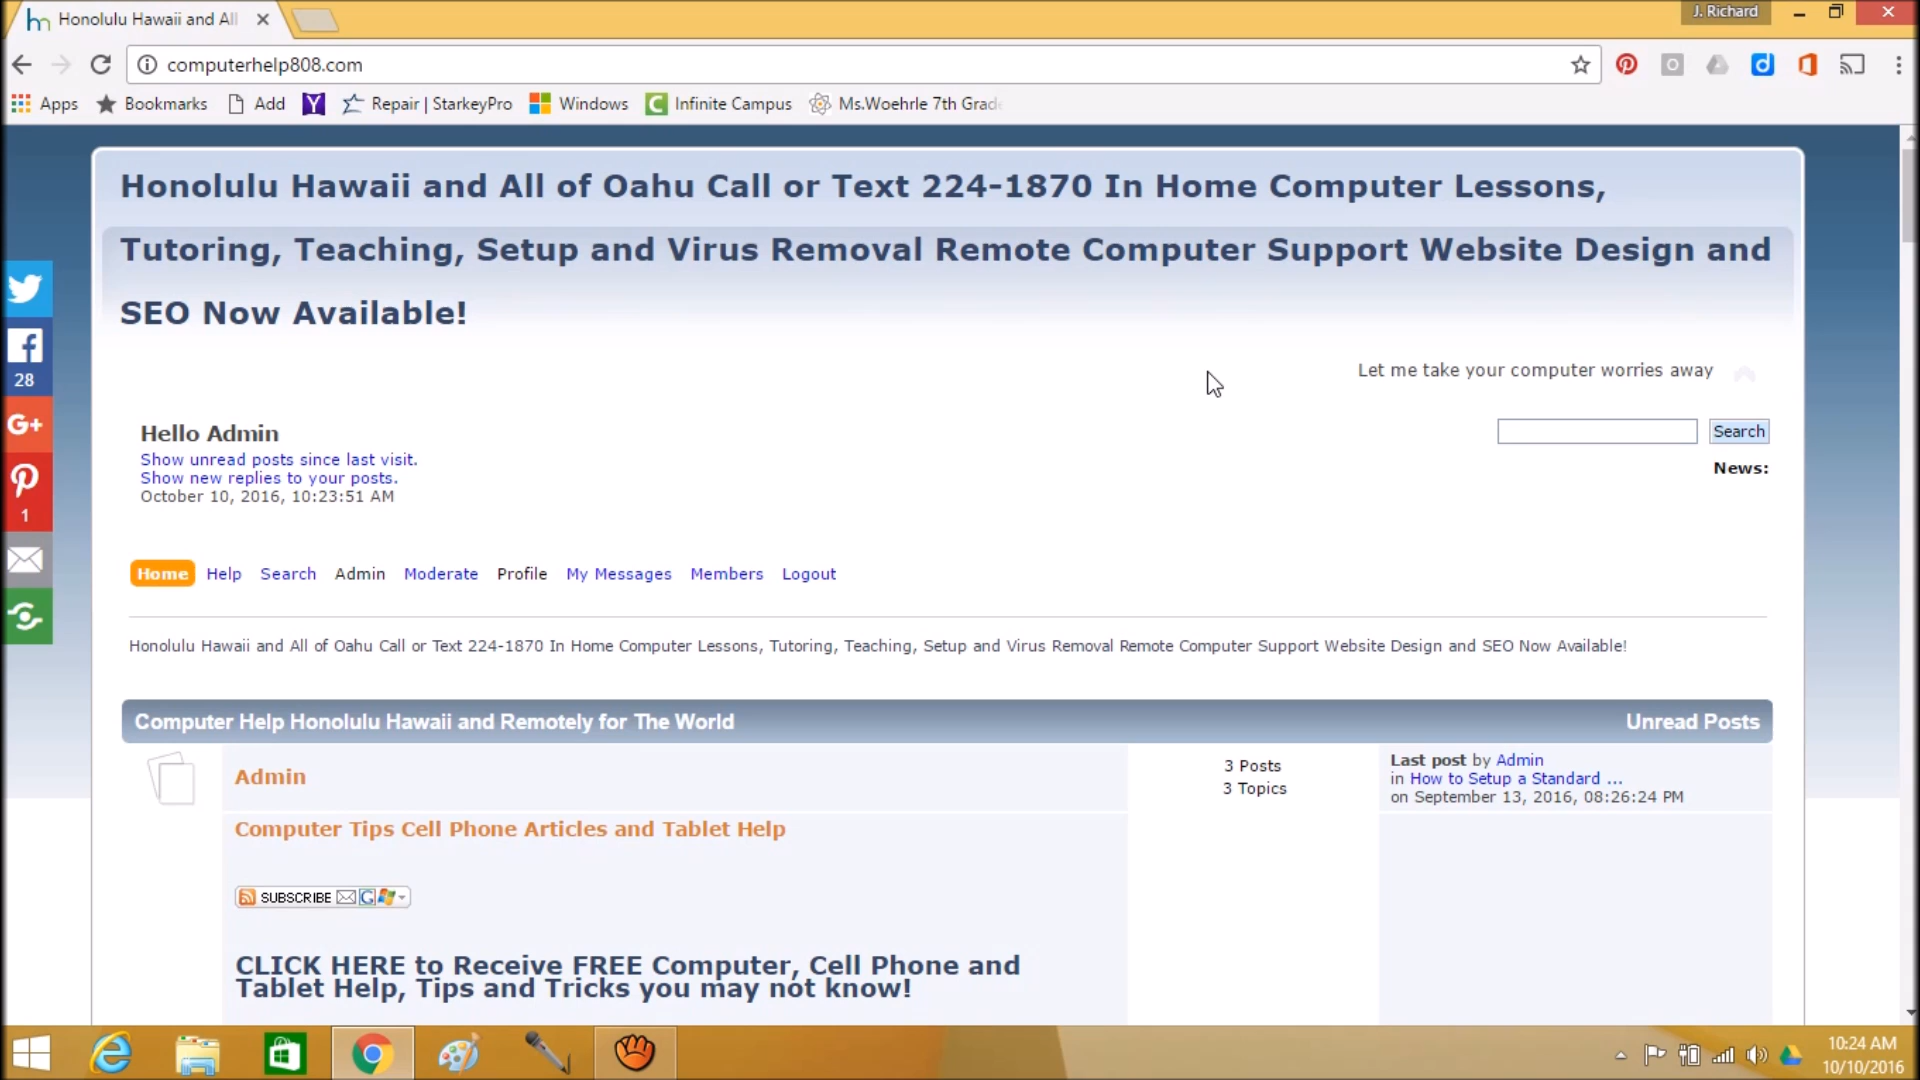 Honolulu Hawaii and All
J. Richard
computerhelp808.com
Apps Bookmarks Add Repair | StarkeyPro Windows Infinite Campus Ms.Woehrle 7th Grade
Honolulu Hawaii and All of Oahu Call or Text 224-1870 In Home Computer Lessons,
Tutoring, Teaching, Setup and Virus Removal Remote Computer Support Website Design and
SEO Now Available!
Let me take your computer worries away
28
1
Hello Admin
Show unread posts since last visit.
Show new replies to your posts.
October 10, 2016, 10:23:51 AM
Search
News:
Home Help Search Admin Moderate Profile My Messages Members Logout
Honolulu Hawaii and All of Oahu Call or Text 224-1870 In Home Computer Lessons, Tutoring, Teaching, Setup and Virus Removal Remote Computer Support Website Design and SEO Now Available!
Computer Help Honolulu Hawaii and Remotely for The World Unread Posts
Admin
3 Posts
3 Topics
Last post by Admin
in How to Setup a Standard ...
on September 13, 2016, 08:26:24 PM
Computer Tips Cell Phone Articles and Tablet Help
SUBSCRIBE
CLICK HERE to Receive FREE Computer, Cell Phone and
Tablet Help, Tips and Tricks you may not know!
10:24 AM
10/10/2016